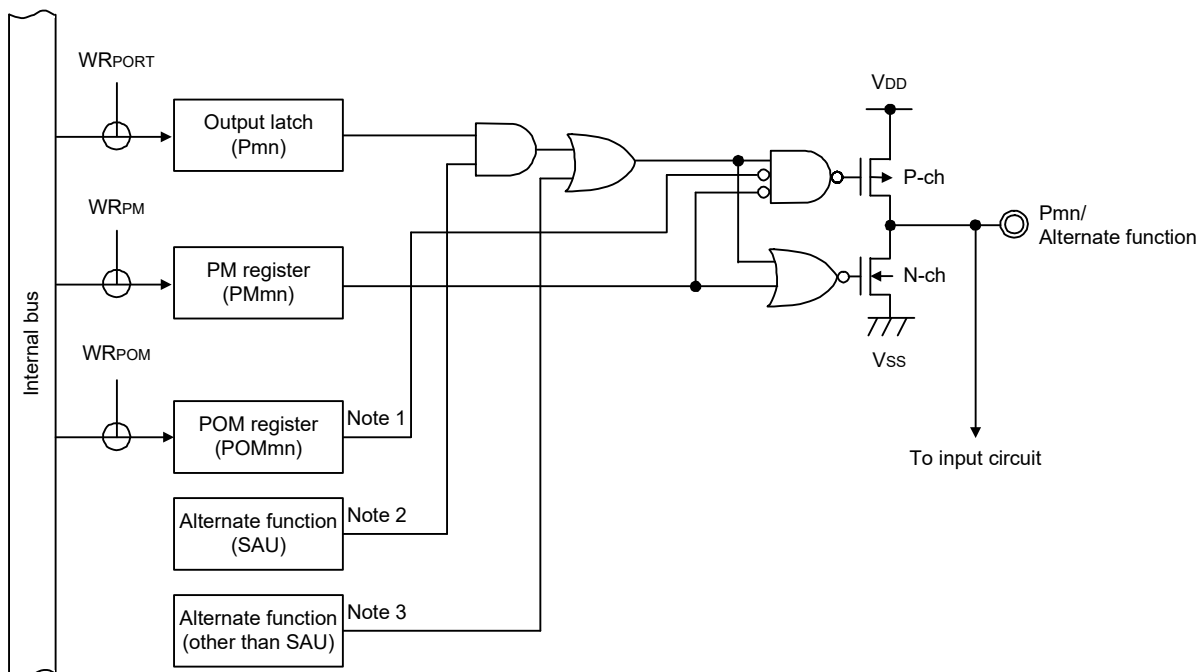 WRPORT
Output latch
(Pmn)
VDD
P-ch
WRPM
PM register
(PMmn)
Pmn/
Alternate function
N-ch
VSS
Internal bus
WRPOM
POM register
(POMmn)
Note 1
To input circuit
Alternate function
(SAU)
Note 2
Alternate function
(other than SAU)
Note 3